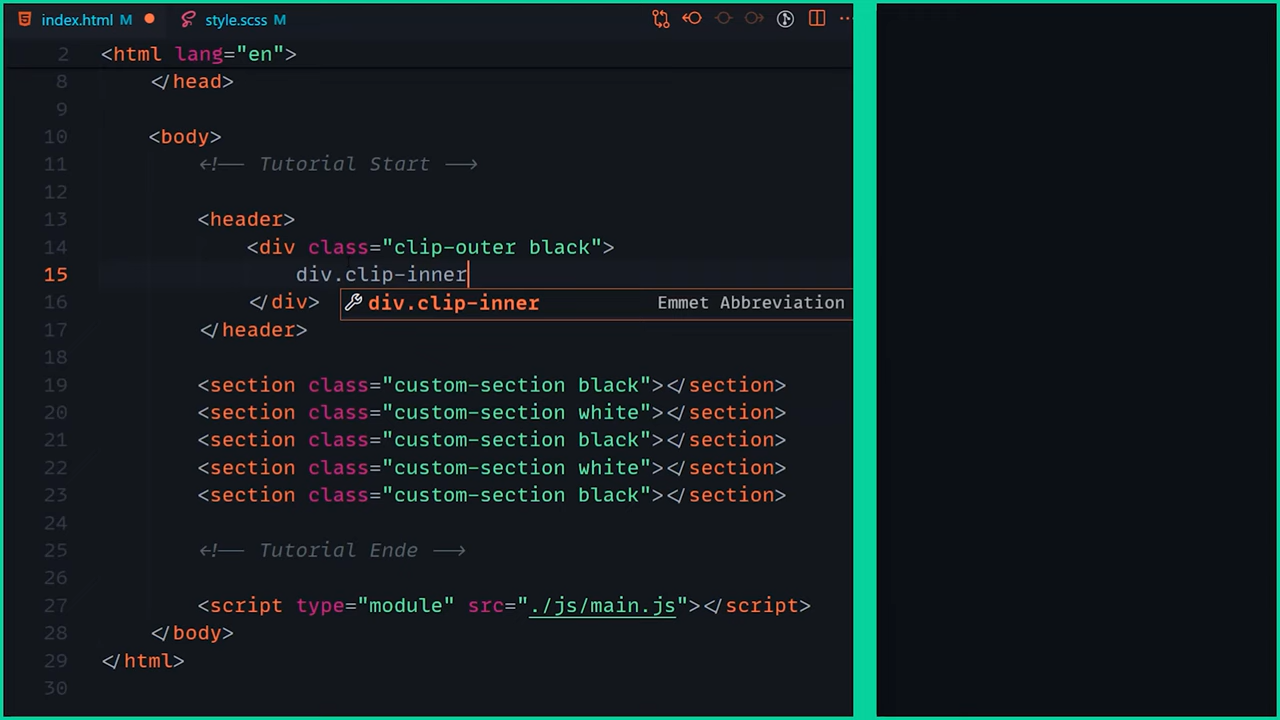 index.html M style.scss M
2 <html lang="en">
8 </head>
9
10 <body>
11 <!-- Tutorial Start -->
12
13 <header>
14 <div class="clip-outer black">
15 div.clip-inner
16 </div> div.clip-inner Emmet Abbreviation
17 </header>
18
19 <section class="custom-section black"></section>
20 <section class="custom-section white"></section>
21 <section class="custom-section black"></section>
22 <section class="custom-section white"></section>
23 <section class="custom-section black"></section>
24
25 <!-- Tutorial Ende -->
26
27 <script type="module" src="./js/main.js"></script>
28 </body>
29 </html>
30